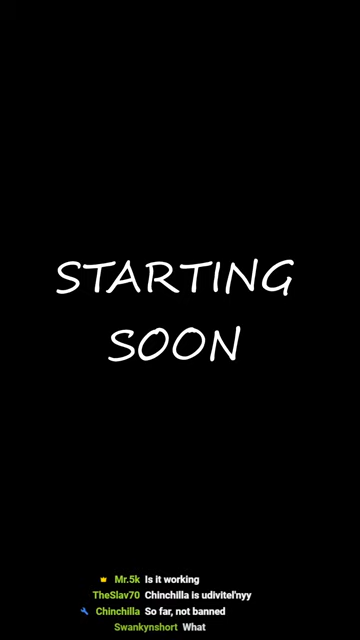 STARTING
SOON
Mr.5k Is it working
TheSlav70 Chinchilla is udivitel'nyy
Chinchilla So far, not banned
Swankynshort What